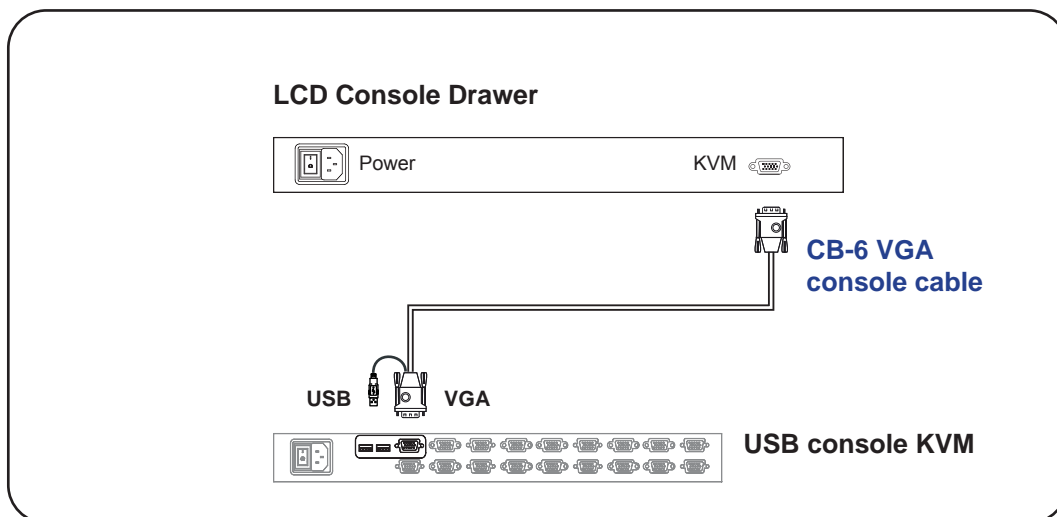 LCD Console Drawer
Power
KVM
CB-6 VGA
console cable
USB
VGA
USB console KVM